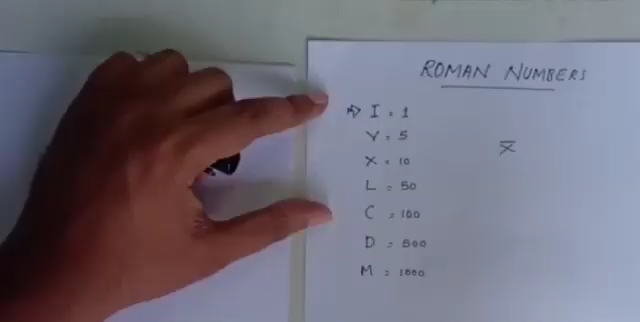 ROMAN NUMBERS
I = 1
V = 5
X = 10
X̅
L = 50
C = 100
D = 500
M = 1000